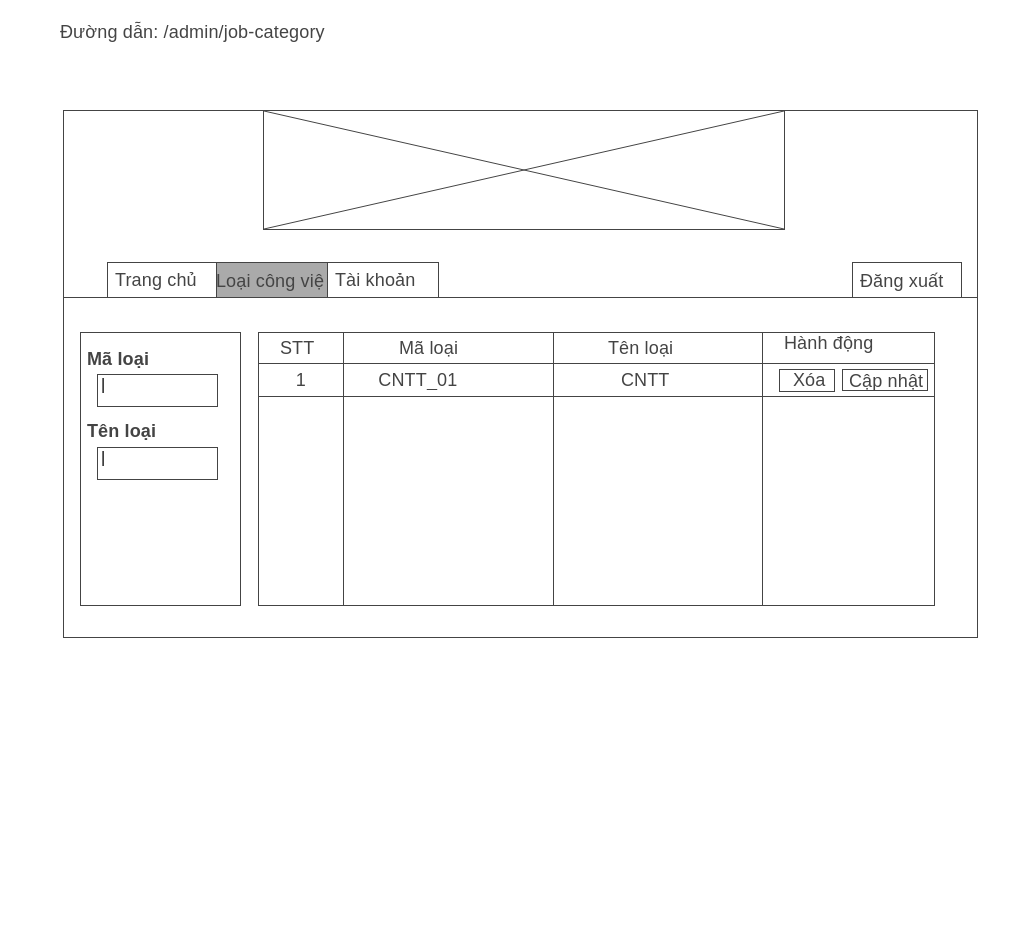 Đường dẫn: /admin/job-category
Trang chủ
Loại công việ
Tài khoản
Đăng xuất
Mã loại
Tên loại
STT Mã loại Tên loại Hành động
1 CNTT_01 CNTT Xóa Cập nhật